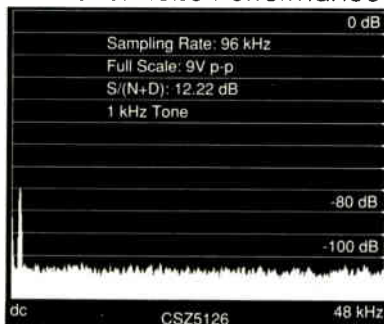 Performance
0 dB
Sampling Rate: 96 kHz
Full Scale: 9V p-p
S/(N+D): 12.22 dB
1 kHz Tone
-80 dB
-100 dB
dc
CSZ5126
48 kHz